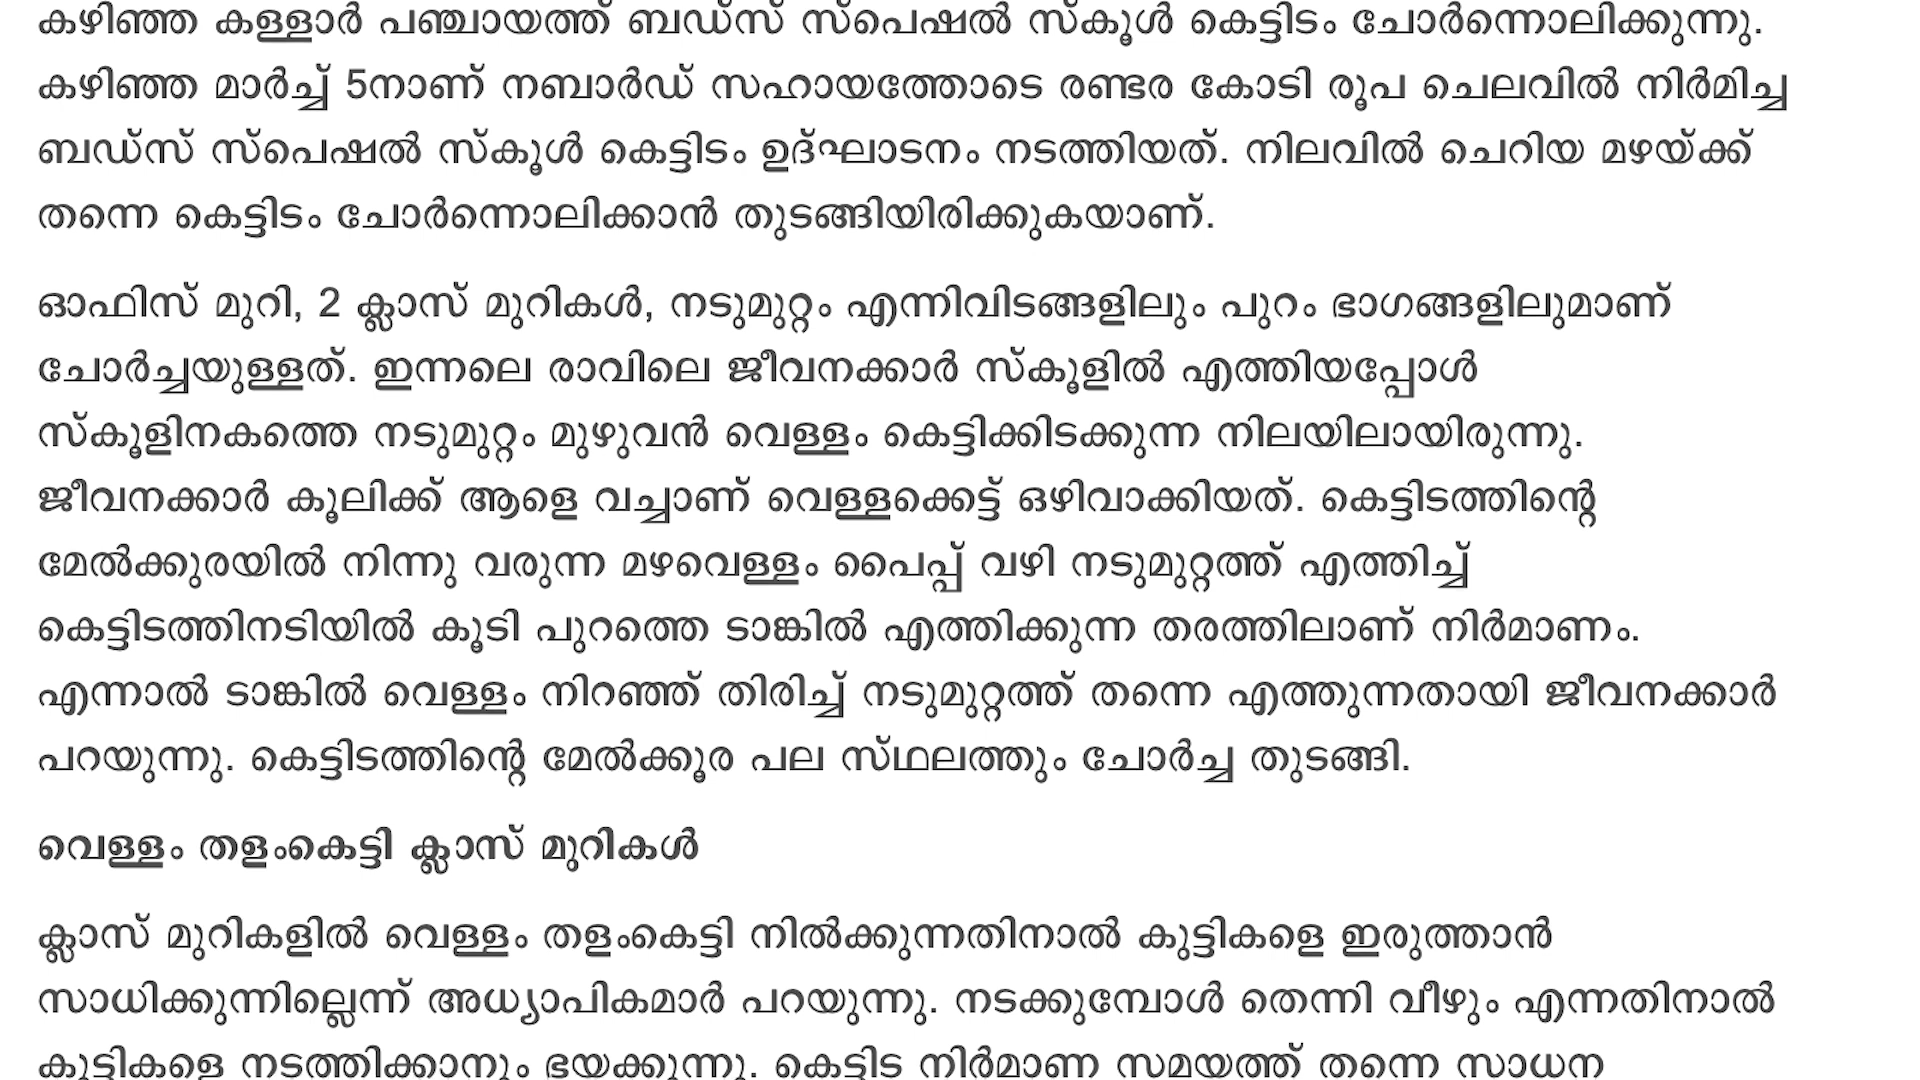 കഴിഞ്ഞ കള്ളാർ പഞ്ചായത്ത് ബഡ്സ് സ്പെഷൽ സ്കൂൾ കെട്ടിടം ചോർന്നൊലിക്കുന്നു.
കഴിഞ്ഞ മാർച്ച് 5നാണ് നബാർഡ് സഹായത്തോടെ രണ്ടര കോടി രൂപ ചെലവിൽ നിർമിച്ച
ബഡ്സ് സ്പെഷൽ സ്കൂൾ കെട്ടിടം ഉദ്ഘാടനം നടത്തിയത്. നിലവിൽ ചെറിയ മഴയ്ക്ക്
തന്നെ കെട്ടിടം ചോർന്നൊലിക്കാൻ തുടങ്ങിയിരിക്കുകയാണ്.
ഓഫിസ് മുറി, 2 ക്ലാസ് മുറികൾ, നടുമുറ്റം എന്നിവിടങ്ങളിലും പുറം ഭാഗങ്ങളിലുമാണ്
ചോർച്ചയുള്ളത്. ഇന്നലെ രാവിലെ ജീവനക്കാർ സ്കൂളിൽ എത്തിയപ്പോൾ
സ്കൂളിനകത്തെ നടുമുറ്റം മുഴുവൻ വെള്ളം കെട്ടിക്കിടക്കുന്ന നിലയിലായിരുന്നു.
ജീവനക്കാർ കൂലിക്ക് ആളെ വച്ചാണ് വെള്ളക്കെട്ട് ഒഴിവാക്കിയത്. കെട്ടിടത്തിന്റെ
മേൽക്കുരയിൽ നിന്നു വരുന്ന മഴവെള്ളം പൈപ്പ് വഴി നടുമുറ്റത്ത് എത്തിച്ച്
കെട്ടിടത്തിനടിയിൽ കൂടി പുറത്തെ ടാങ്കിൽ എത്തിക്കുന്ന തരത്തിലാണ് നിർമാണം.
എന്നാൽ ടാങ്കിൽ വെള്ളം നിറഞ്ഞ് തിരിച്ച് നടുമുറ്റത്ത് തന്നെ എത്തുന്നതായി ജീവനക്കാർ
പറയുന്നു. കെട്ടിടത്തിന്റെ മേൽക്കൂര പല സ്ഥലത്തും ചോർച്ച തുടങ്ങി.
വെള്ളം തളംകെട്ടി ക്ലാസ് മുറികൾ
ക്ലാസ് മുറികളിൽ വെള്ളം തളംകെട്ടി നിൽക്കുന്നതിനാൽ കുട്ടികളെ ഇരുത്താൻ
സാധിക്കുന്നില്ലെന്ന് അധ്യാപികമാർ പറയുന്നു. നടക്കുമ്പോൾ തെന്നി വീഴും എന്നതിനാൽ
കുട്ടികളെ നടത്തിക്കാനും ഭയക്കുന്നു. കെട്ടിട നിർമാണ സമയത്ത് തന്നെ സാധന